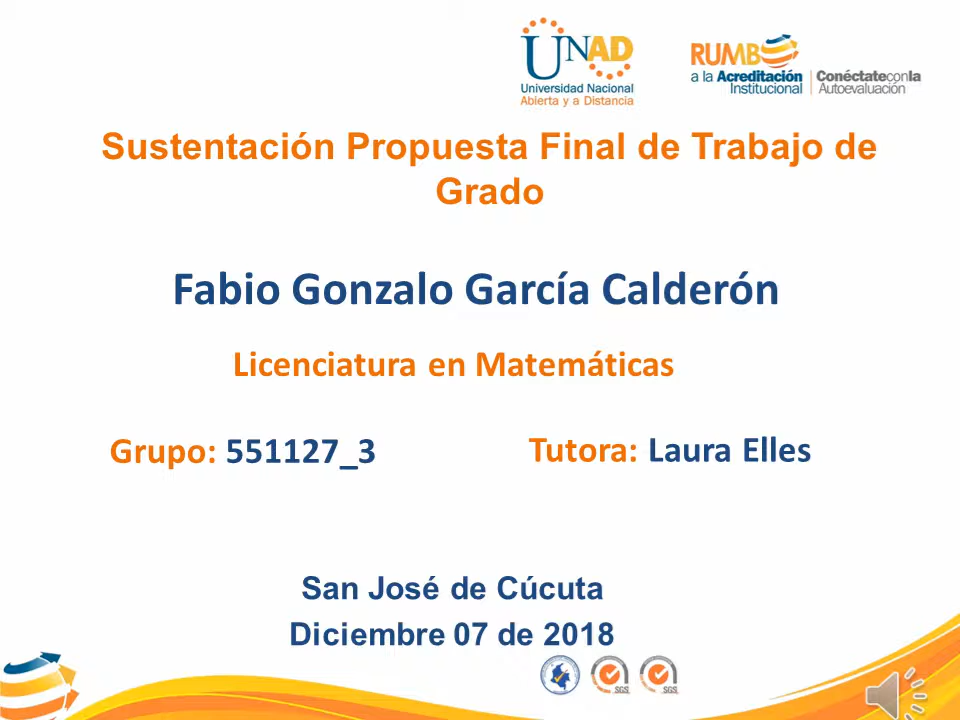 UNAD
Universidad Nacional
Abierta y a Distancia
RUMBO
a la Acreditación
Institucional
Conéctateconla
Autoevaluación
Sustentación Propuesta Final de Trabajo de
Grado
Fabio Gonzalo García Calderón
Licenciatura en Matemáticas
Grupo: 551127_3
Tutora: Laura Elles
San José de Cúcuta
Diciembre 07 de 2018
SGS
SGS